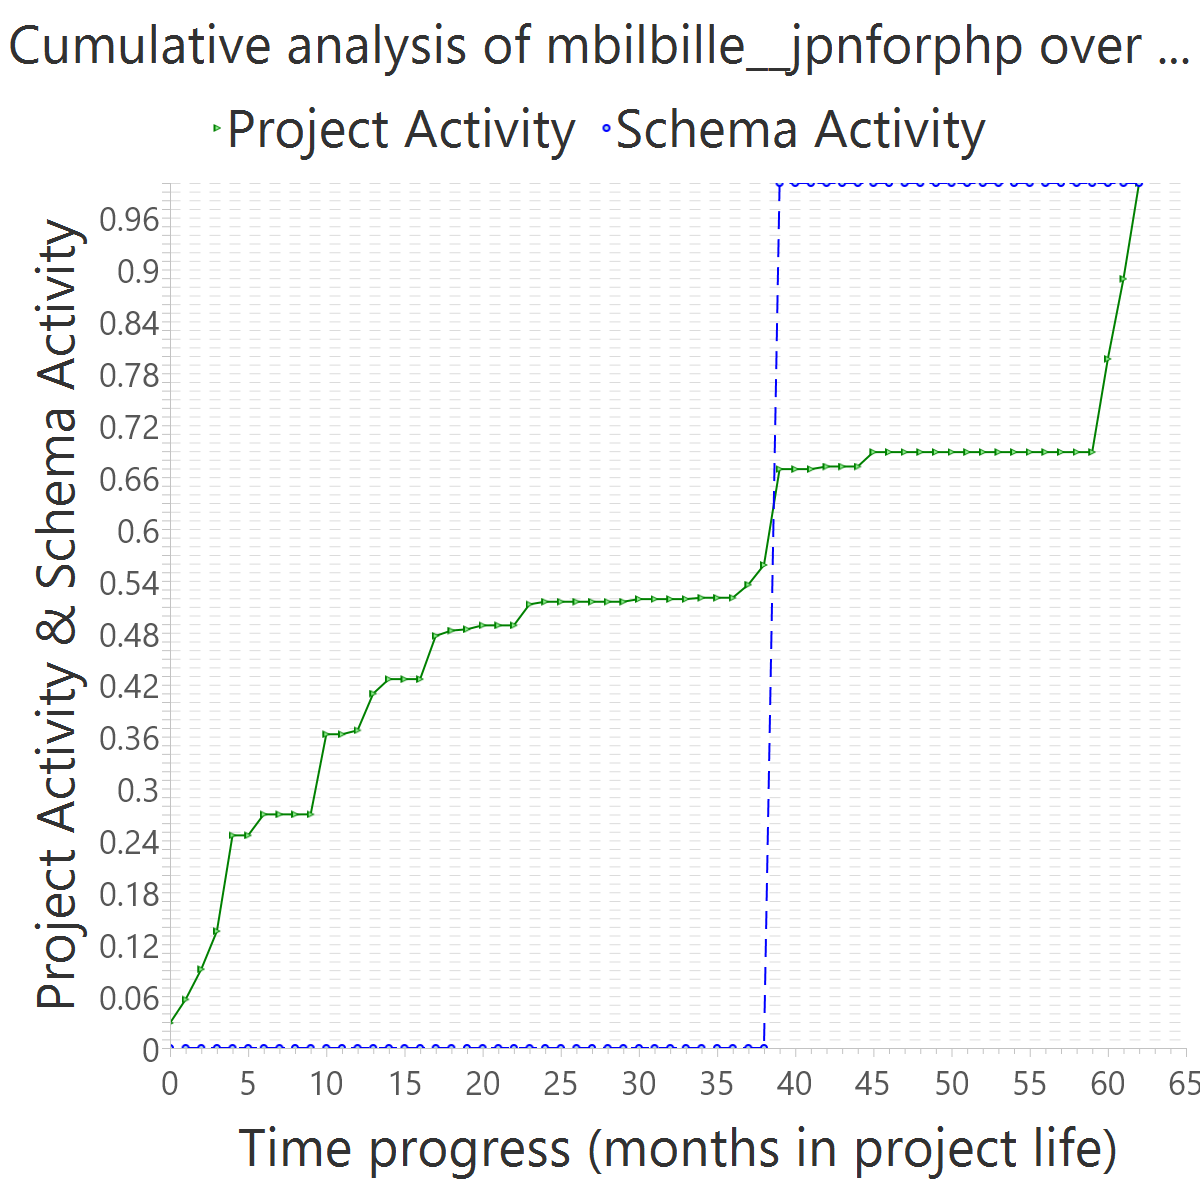 Cumulative analysis of mbilbille__jpnforphp over ...
Project Activity
Schema Activity
Project Activity & Schema Activity
0.96
0.9
0.84
0.78
0.72
0.66
0.6
0.54
0.48
0.42
0.36
0.3
0.24
0.18
0.12
0.06
0
0 5 10 15 20 25 30 35 40 45 50 55 60 65
Time progress (months in project life)